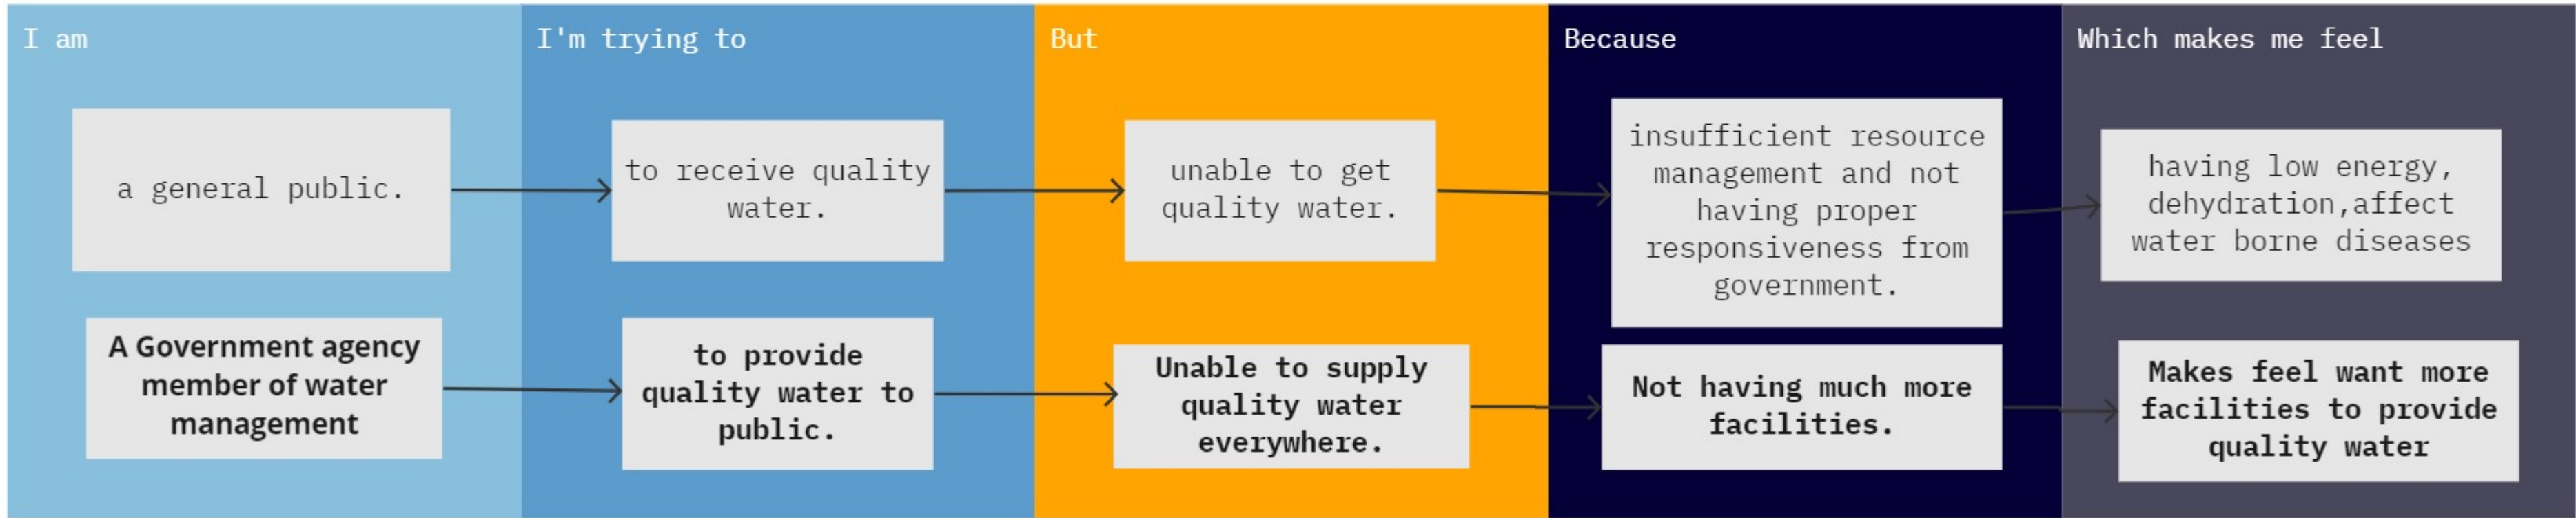 I am
I'm trying to
But
Because
Which makes me feel
a general public.
to receive quality
water.
unable to get
quality water.
insufficient resource
management and not
having proper
responsiveness from
government.
having low energy,
dehydration,affect
water borne diseases
A Government agency
member of water
management
to provide
quality water to
public.
Unable to supply
quality water
everywhere.
Not having much more
facilities.
Makes feel want more
facilities to provide
quality water